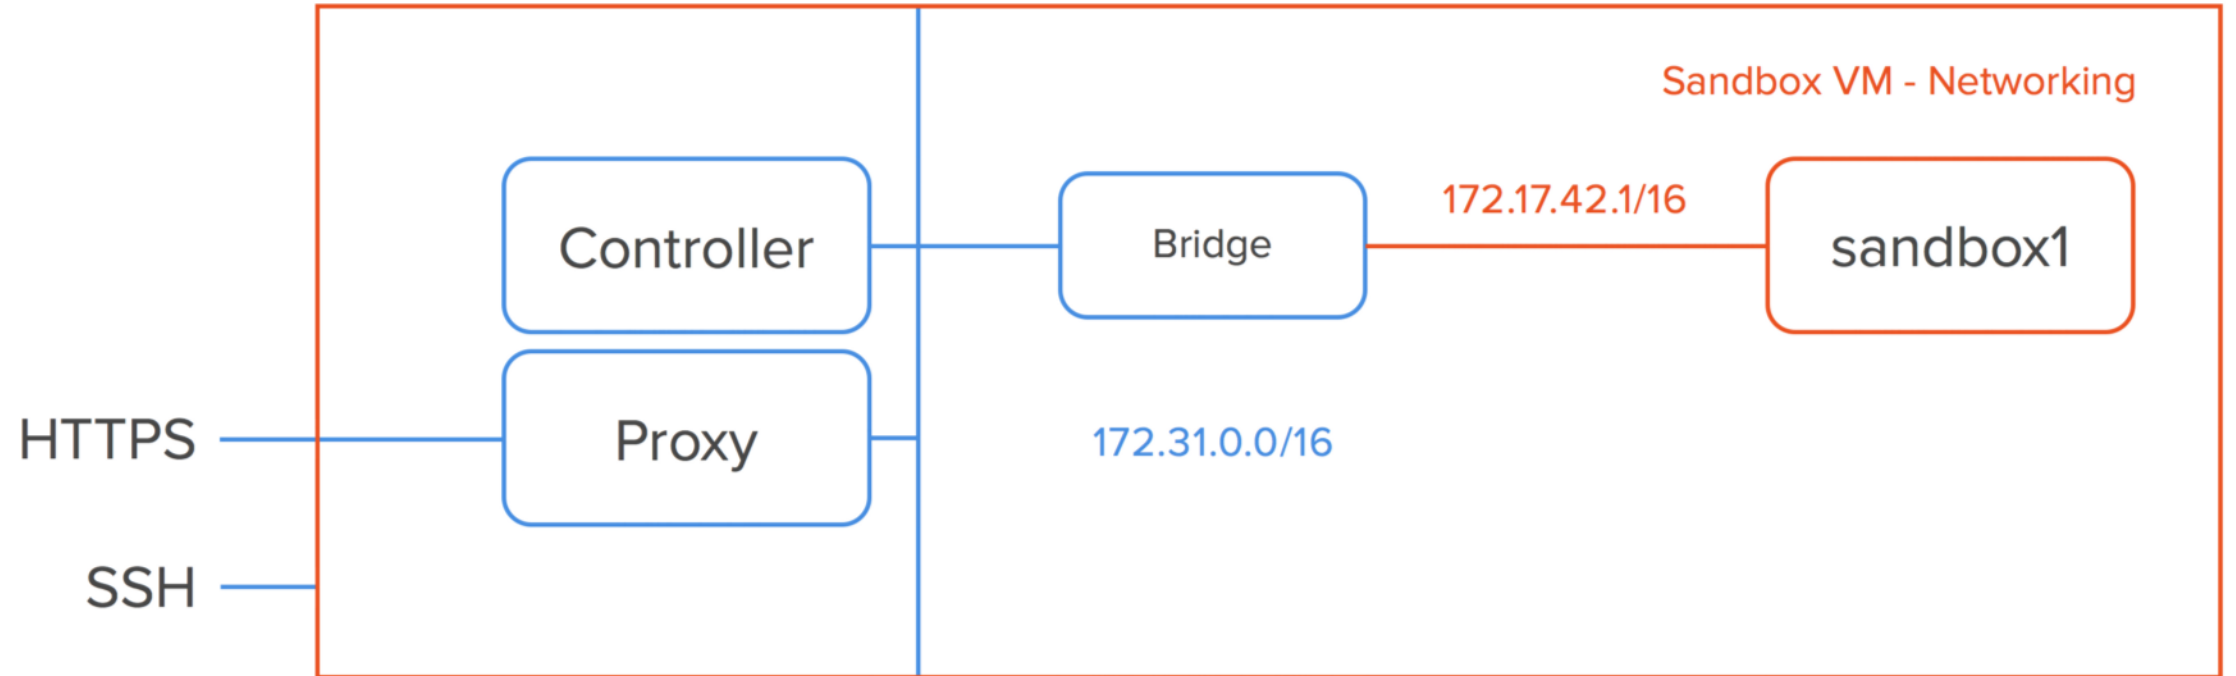 Sandbox VM - Networking
172.17.42.1/16
Controller
Bridge
sandbox1
HTTPS
Proxy
172.31.0.0/16
SSH